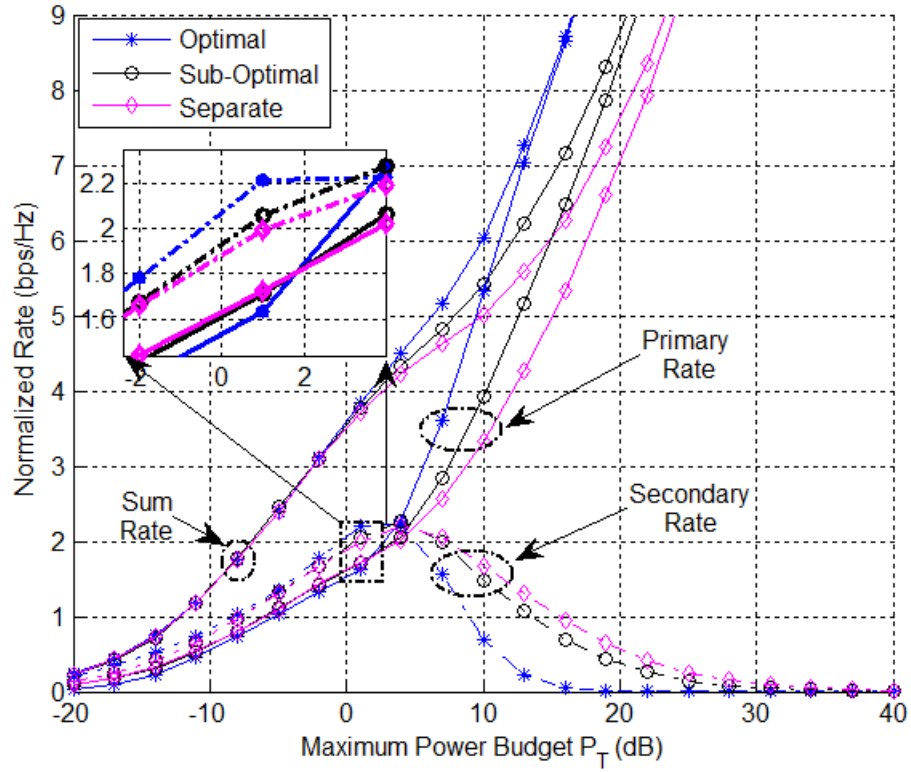 9
8
7
6
5
4
3
2
1
0
Normalized Rate (bps/Hz)
Optimal
Sub-Optimal
Separate
2.2
2
1.8
1.6
-2
0
2
Primary
Rate
Sum
Rate
Secondary
Rate
-20
-10
0
10
20
30
40
Maximum Power Budget P_T (dB)